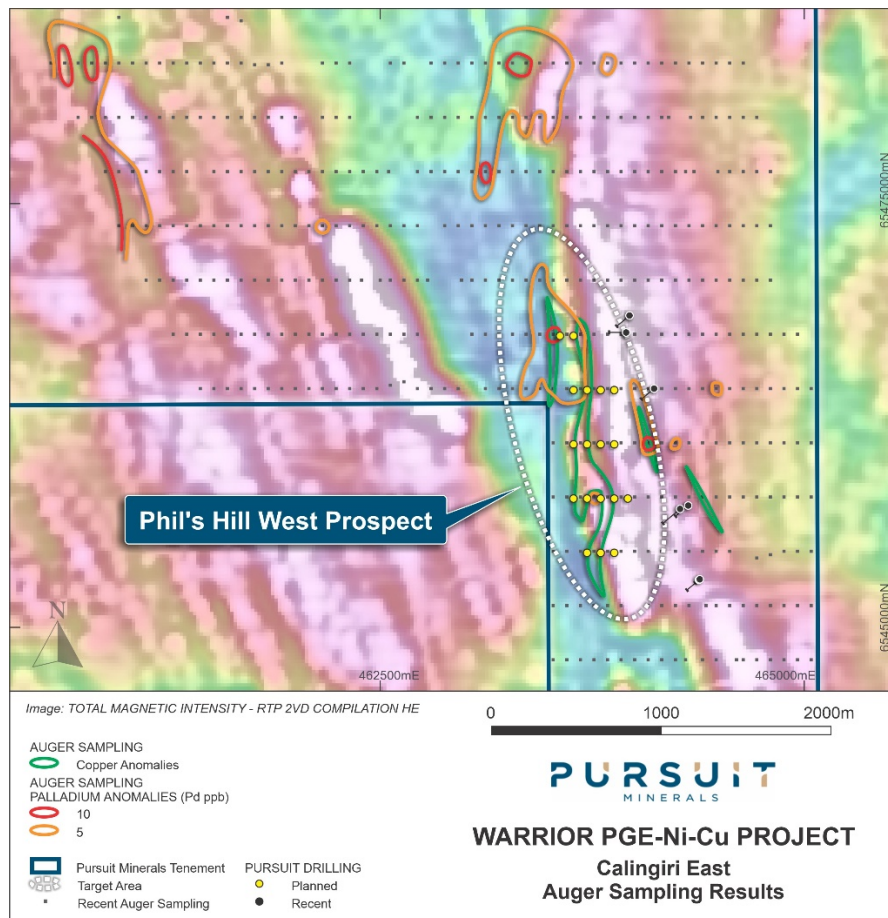 6547500mN
Phil's Hill West Prospect
N
6545000mN
462500mE
465000mE
Image: TOTAL MAGNETIC INTENSITY - RTP 2VD COMPILATION HE
0 1000 2000m
AUGER SAMPLING
Copper Anomalies
AUGER SAMPLING
PALLADIUM ANOMALIES (Pd ppb)
10
5
Pursuit Minerals Tenement
Target Area
Recent Auger Sampling
PURSUIT DRILLING
Planned
Recent
PURSUIT
MINERALS
WARRIOR PGE-Ni-Cu PROJECT
Calingiri East
Auger Sampling Results